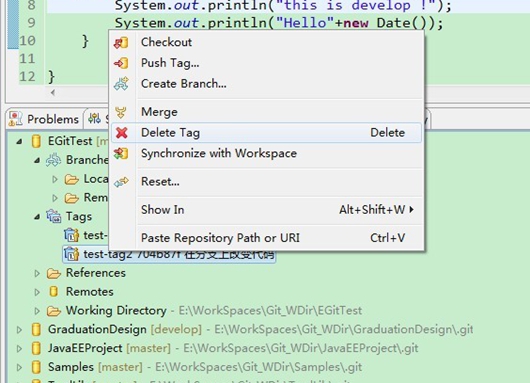 8 System.out.println("this is develop !");
9 System.out.println("Hello"+new Date());
10 }
11
12 }
Checkout
Push Tag...
Create Branch...
Merge
Delete Tag Delete
Synchronize with Workspace
Reset...
Show In Alt+Shift+W
Paste Repository Path or URI Ctrl+V
Problems
EGitTest
Branche
Loca
Rem
Tags
test-
test-tag2 704b87f 在分支上改变代码
References
Remotes
Working Directory - E:\WorkSpaces\Git_WDir\EGitTest
GraduationDesign [develop] - E:\WorkSpaces\Git_WDir\GraduationDesign\.git
JavaEEProject [master] - E:\WorkSpaces\Git_WDir\JavaEEProject\.git
Samples [master] - E:\WorkSpaces\Git_WDir\Samples\.git